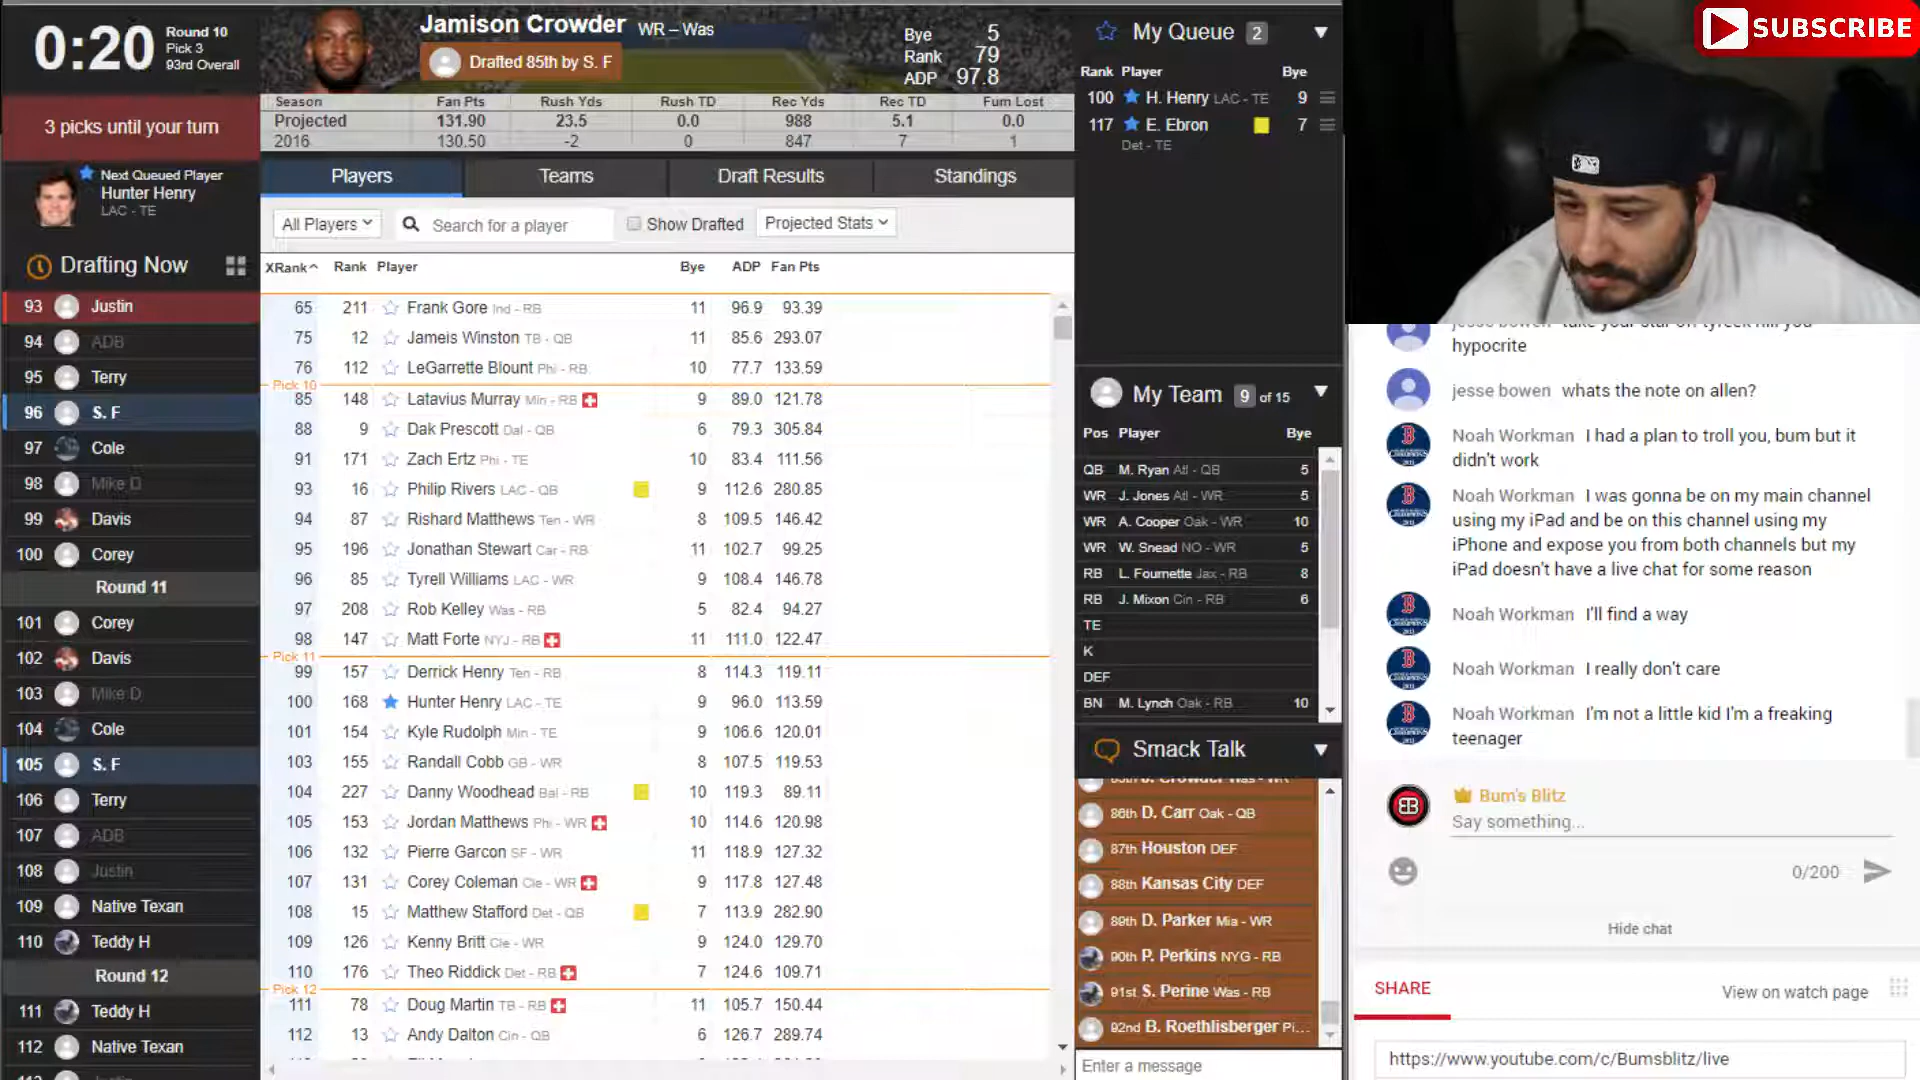 0:20
Round 10
Pick 3
93rd Overall
3 picks until your turn
Next Queued Player
Hunter Henry
LAC - TE
Drafting Now
93 Justin
94 ADB
95 Terry
96 S. F
97 Cole
98 Mike D
99 Davis
100 Corey
Round 11
101 Corey
102 Davis
103 Mike D
104 Cole
105 S. F
106 Terry
107 ADB
108 Justin
109 Native Texan
110 Teddy H
Round 12
111 Teddy H
112 Native Texan
Jamison Crowder WR – Was
Drafted 85th by S. F
Bye 5
Rank 79
ADP 97.8
Season Fan Pts Rush Yds Rush TD Rec Yds Rec TD Fum Lost
Projected 131.90 23.5 0.0 988 5.1 0.0
2016 130.50 -2 0 847 7 1
Players Teams Draft Results Standings
All Players Search for a player Show Drafted Projected Stats
XRank^ Rank Player Bye ADP Fan Pts
65 211 Frank Gore Ind - RB 11 96.9 93.39
75 12 Jameis Winston TB - QB 11 85.6 293.07
76 112 LeGarrette Blount Phi - RB 10 77.7 133.59
Pick 10
85 148 Latavius Murray Min - RB 9 89.0 121.78
88 9 Dak Prescott Dal - QB 6 79.3 305.84
91 171 Zach Ertz Phi - TE 10 83.4 111.56
93 16 Philip Rivers LAC - QB 9 112.6 280.85
94 87 Rishard Matthews Ten - WR 8 109.5 146.42
95 196 Jonathan Stewart Car - RB 11 102.7 99.25
96 85 Tyrell Williams LAC - WR 9 108.4 146.78
97 208 Rob Kelley Was - RB 5 82.4 94.27
98 147 Matt Forte NYJ - RB 11 111.0 122.47
Pick 11
99 157 Derrick Henry Ten - RB 8 114.3 119.11
100 168 Hunter Henry LAC - TE 9 96.0 113.59
101 154 Kyle Rudolph Min - TE 9 106.6 120.01
103 155 Randall Cobb GB - WR 8 107.5 119.53
104 227 Danny Woodhead Bal - RB 10 119.3 89.11
105 153 Jordan Matthews Phi - WR 10 114.6 120.98
106 132 Pierre Garcon SF - WR 11 118.9 127.32
107 131 Corey Coleman Cle - WR 9 117.8 127.48
108 15 Matthew Stafford Det - QB 7 113.9 282.90
109 126 Kenny Britt Cle - WR 9 124.0 129.70
110 176 Theo Riddick Det - RB 7 124.6 109.71
Pick 12
111 78 Doug Martin TB - RB 11 105.7 150.44
112 13 Andy Dalton Cin - QB 6 126.7 289.74
My Queue 2
Rank Player Bye
100 H. Henry LAC - TE 9
117 E. Ebron 7
Det - TE
My Team 9 of 15
Pos Player Bye
QB M. Ryan Atl - QB 5
WR J. Jones Atl - WR 5
WR A. Cooper Oak - WR 10
WR W. Snead NO - WR 5
RB L. Fournette Jax - RB 8
RB J. Mixon Cin - RB 6
TE
K
DEF
BN M. Lynch Oak - RB 10
Smack Talk
86th D. Carr Oak - QB
87th Houston DEF
88th Kansas City DEF
89th D. Parker Mia - WR
90th P. Perkins NYG - RB
91st S. Perine Was - RB
92nd B. Roethlisberger Pi...
Enter a message
SUBSCRIBE
jesse bowen take your star off tyreek hill you
hypocrite
jesse bowen whats the note on allen?
Noah Workman I had a plan to troll you, bum but it
didn't work
Noah Workman I was gonna be on my main channel
using my iPad and be on this channel using my
iPhone and expose you from both channels but my
iPad doesn't have a live chat for some reason
Noah Workman I'll find a way
Noah Workman I really don't care
Noah Workman I'm not a little kid I'm a freaking
teenager
Bum's Blitz
Say something...
0/200
Hide chat
SHARE
View on watch page
https://www.youtube.com/c/Bumsblitz/live